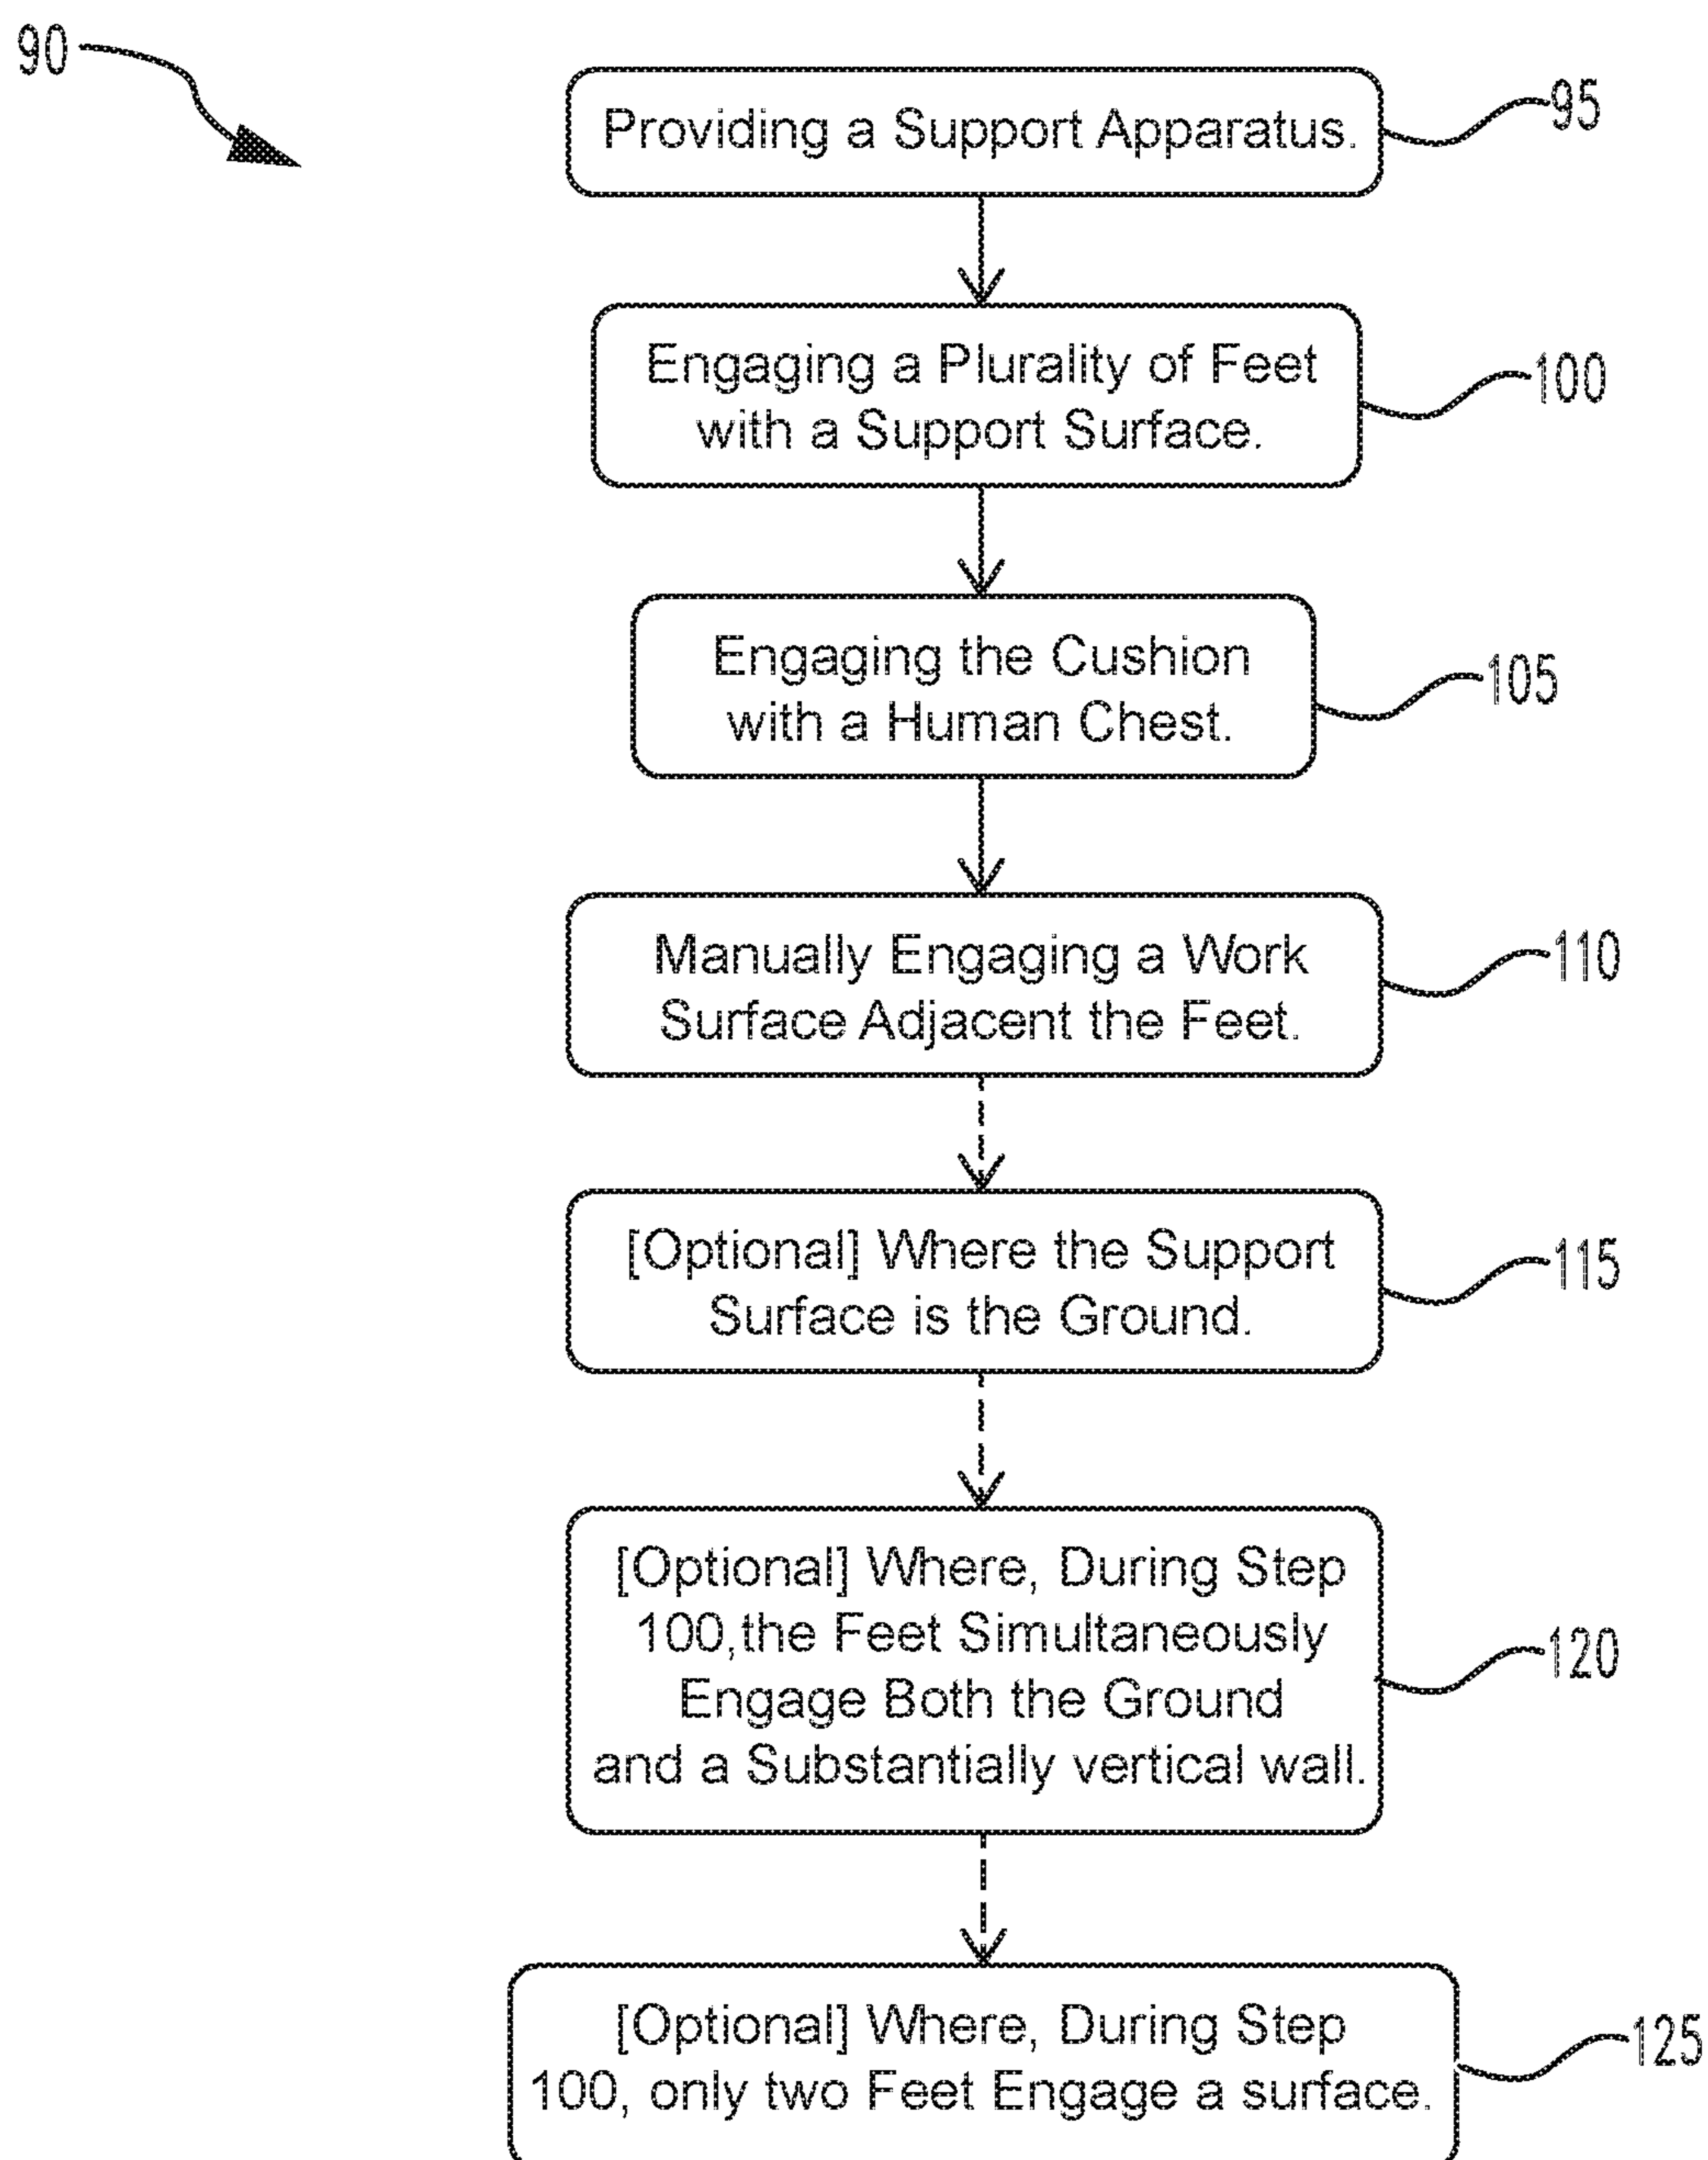 90
Providing a Support Apparatus.
95
Engaging a Plurality of Feet
with a Support Surface.
100
Engaging the Cushion
with a Human Chest.
105
Manually Engaging a Work
Surface Adjacent the Feet.
110
[Optional] Where the Support
Surface is the Ground.
115
[Optional] Where, During Step
100,the Feet Simultaneously
Engage Both the Ground
and a Substantially vertical wall.
120
[Optional] Where, During Step
100, only two Feet Engage a surface.
125